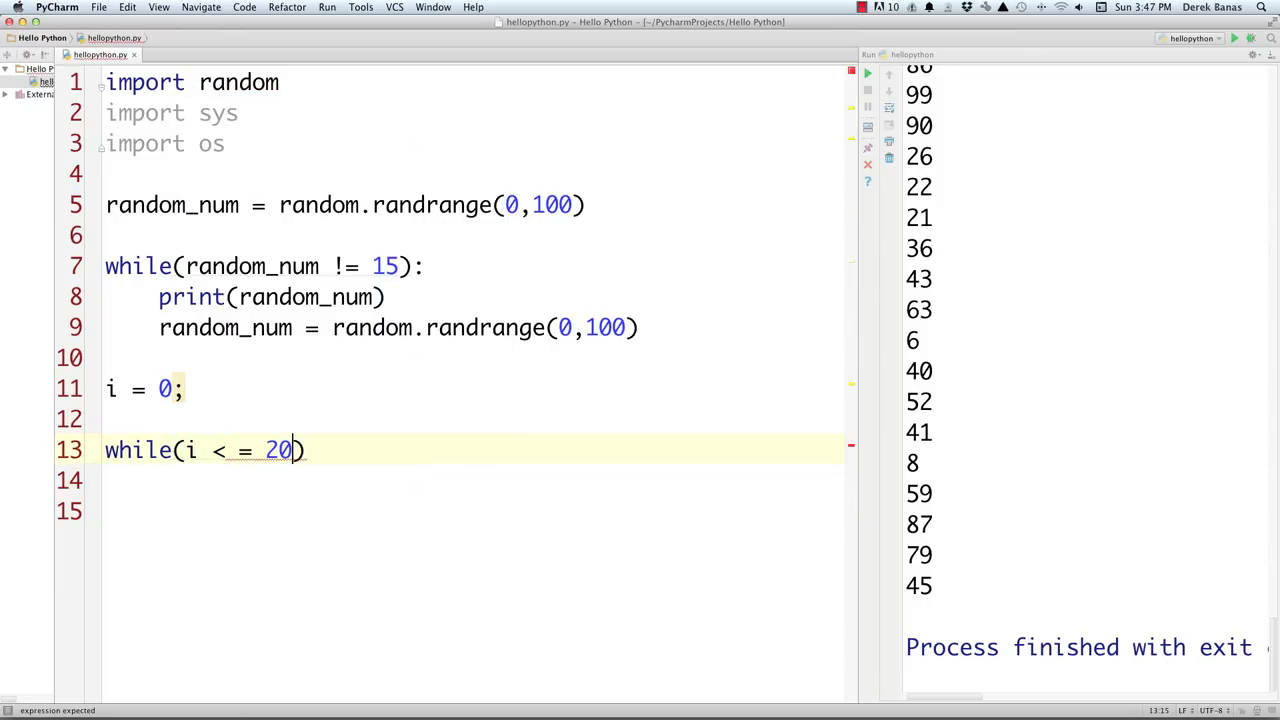 PyCharm File Edit View Navigate Code Refactor Run Tools VCS Window Help 10 Sun 3:47 PM Derek Banas
hellopython.py - Hello Python - [~/PycharmProjects/Hello Python]
Hello Python hellopython.py hellopython
hellopython.py Run hellopython
Hello P
hell
Externa
1 import random
2 import sys
3 import os
4
5 random_num = random.randrange(0,100)
6
7 while(random_num != 15):
8 print(random_num)
9 random_num = random.randrange(0,100)
10
11 i = 0;
12
13 while(i < = 20)
14
15
99
90
26
22
21
36
43
63
6
40
52
41
8
59
87
79
45
Process finished with exit
expression expected 13:15 LF UTF-8